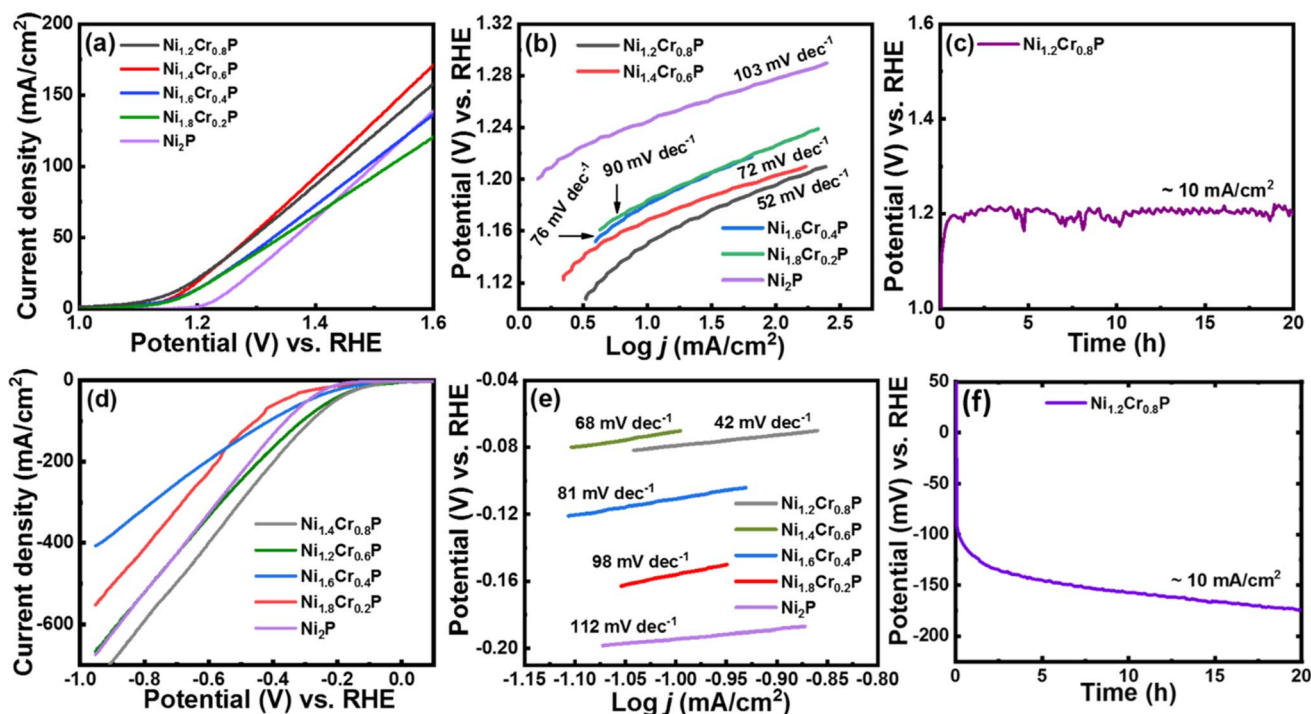 (a)
Ni1.2Cr0.8P
Ni1.4Cr0.6P
Ni1.6Cr0.4P
Ni1.8Cr0.2P
Ni2P
200
150
100
50
0
1.0 1.2 1.4 1.6
Current density (mA/cm2)
Potential (V) vs. RHE
(b)
Ni1.2Cr0.8P
Ni1.4Cr0.6P
103 mV dec-1
90 mV dec-1
76 mV dec-1
72 mV dec-1
52 mV dec-1
Ni1.6Cr0.4P
Ni1.8Cr0.2P
Ni2P
1.28
1.24
1.20
1.16
1.12
0.0 0.5 1.0 1.5 2.0 2.5
Potential (V) vs. RHE
Log j (mA/cm2)
(c)
Ni1.2Cr0.8P
~ 10 mA/cm2
1.6
1.5
1.4
1.3
1.2
1.1
1.0
0 5 10 15 20
Potential (V) vs. RHE
Time (h)
(d)
Ni1.4Cr0.8P
Ni1.2Cr0.6P
Ni1.6Cr0.4P
Ni1.8Cr0.2P
Ni2P
0
-200
-400
-600
-1.0 -0.8 -0.6 -0.4 -0.2 0.0
Current density (mA/cm2)
Potential (V) vs. RHE
(e)
68 mV dec-1
42 mV dec-1
81 mV dec-1
98 mV dec-1
112 mV dec-1
Ni1.2Cr0.8P
Ni1.4Cr0.6P
Ni1.6Cr0.4P
Ni1.8Cr0.2P
Ni2P
-0.04
-0.08
-0.12
-0.16
-0.20
-1.15 -1.10 -1.05 -1.00 -0.95 -0.90 -0.85 -0.80
Potential (V) vs. RHE
Log j (mA/cm2)
(f)
Ni1.2Cr0.8P
~ 10 mA/cm2
50
0
-50
-100
-150
-200
0 5 10 15 20
Potential (mV) vs. RHE
Time (h)